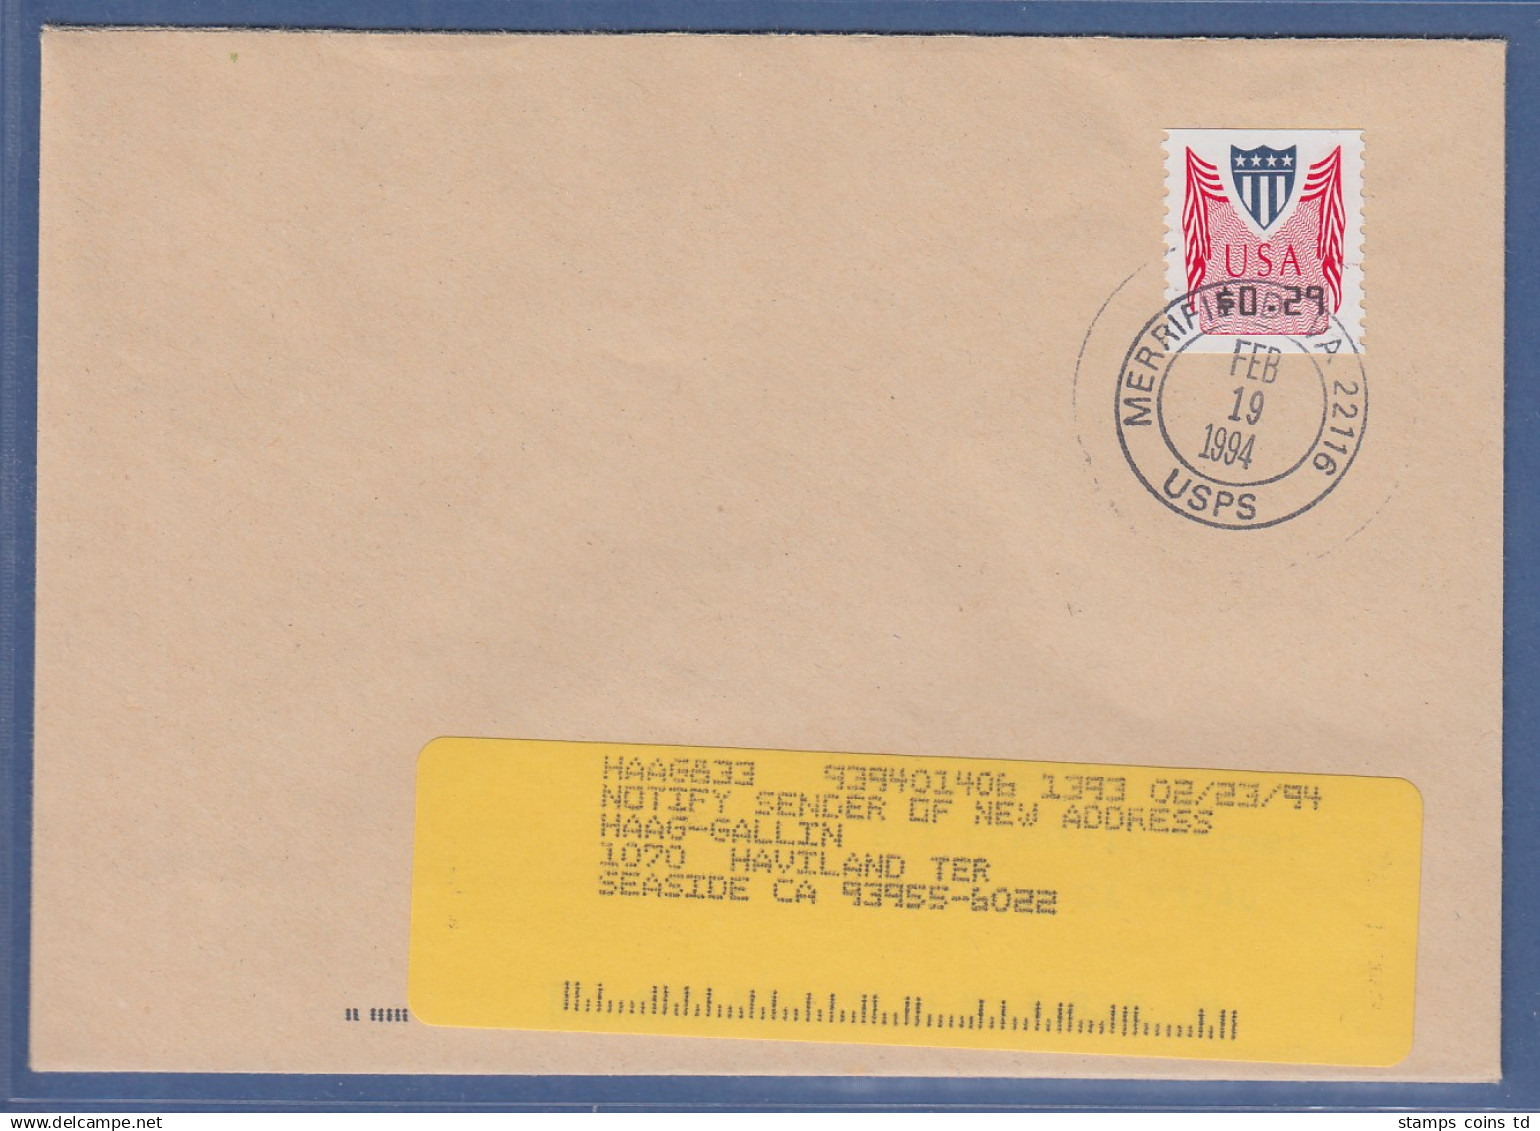 USA
$0.29
MERRIFIELD VA 22116
FEB
19
1994
USPS
HAAG833 939401406 1393 02/23/94
NOTIFY SENDER OF NEW ADDRESS
HAAG-GALLIN
1070 HAVILAND TER
SEASIDE CA 93955-6022
stamps coins td